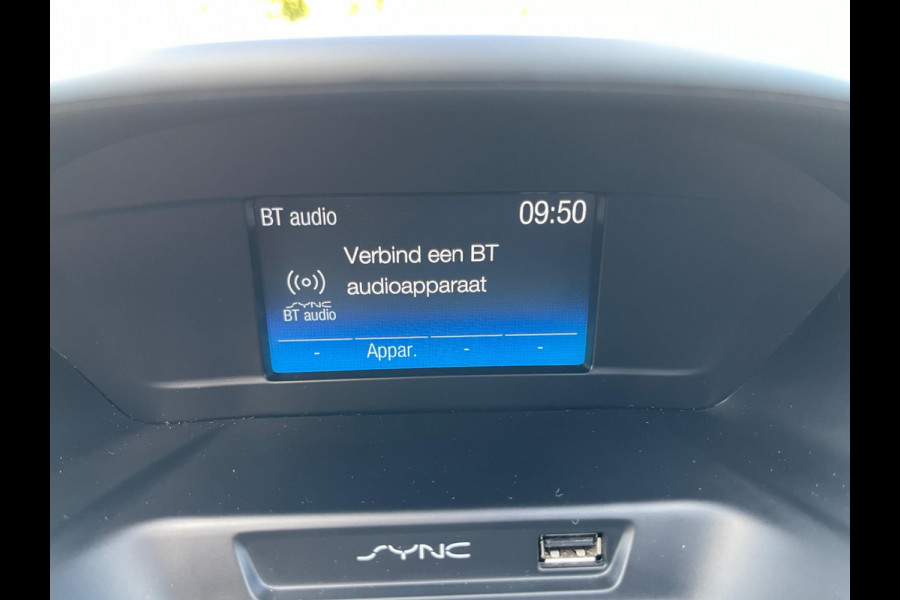 BT audio 09:50
Verbind een BT
audioapparaat
SYNC
BT audio
- Appar. - -
SYNC